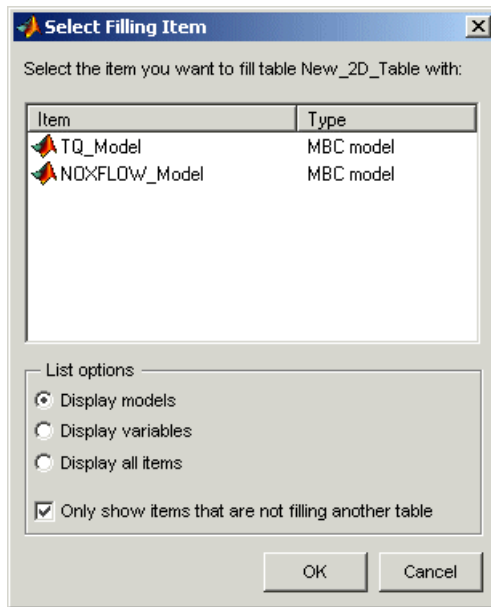 Select Filling Item
Select the item you want to fill table New_2D_Table with:
Item Type
TQ_Model MBC model
NOXFLOW_Model MBC model
List options
Display models
Display variables
Display all items
Only show items that are not filling another table
OK Cancel